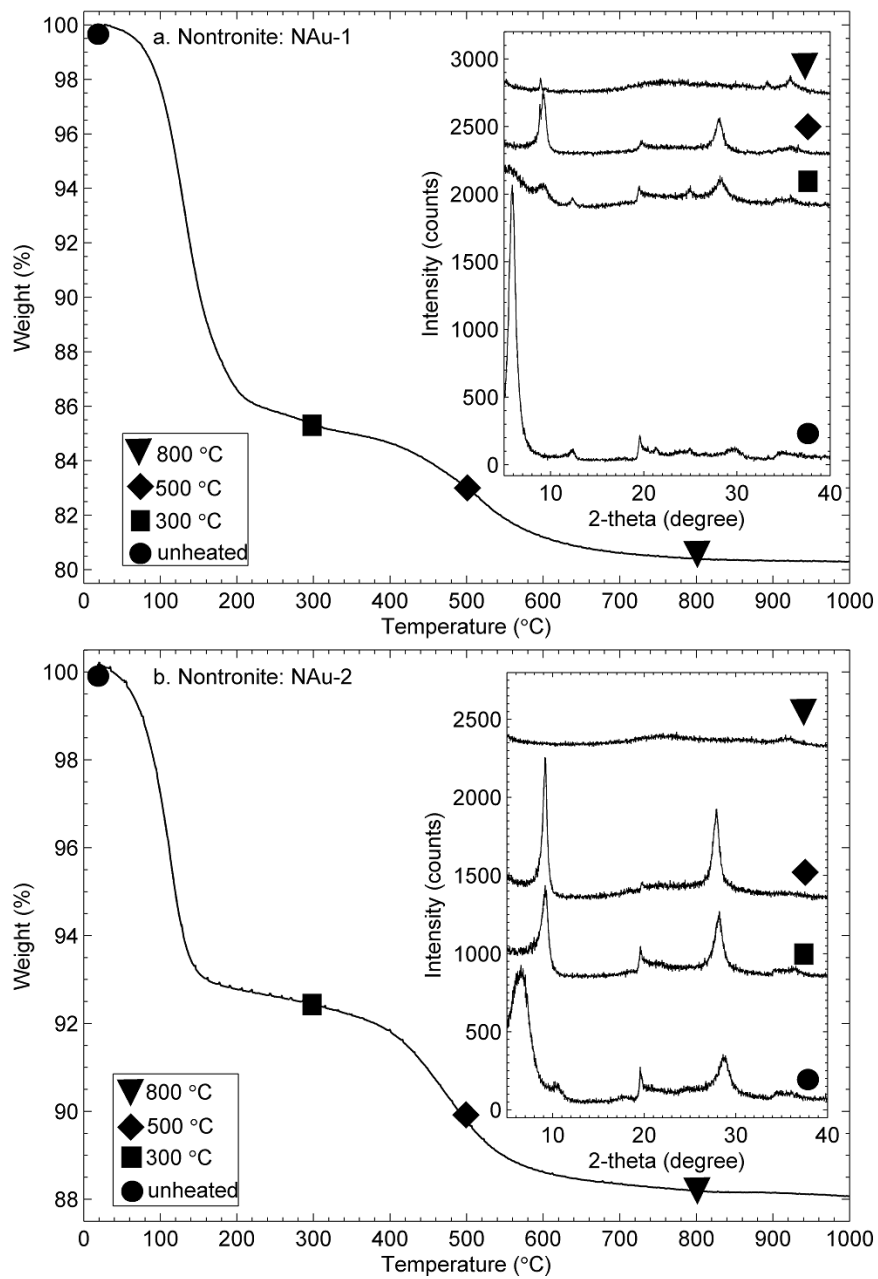 a. Nontronite: NAu-1
Weight (%)
100
98
96
94
92
90
88
86
84
82
80
0 100 200 300 400 500 600 700 800 900 1000
Temperature (°C)
800 °C
500 °C
300 °C
unheated
Intensity (counts)
3000
2500
2000
1500
1000
500
0
10 20 30 40
2-theta (degree)
b. Nontronite: NAu-2
Weight (%)
100
98
96
94
92
90
88
0 100 200 300 400 500 600 700 800 900 1000
Temperature (°C)
800 °C
500 °C
300 °C
unheated
Intensity (counts)
2500
2000
1500
1000
500
0
10 20 30 40
2-theta (degree)